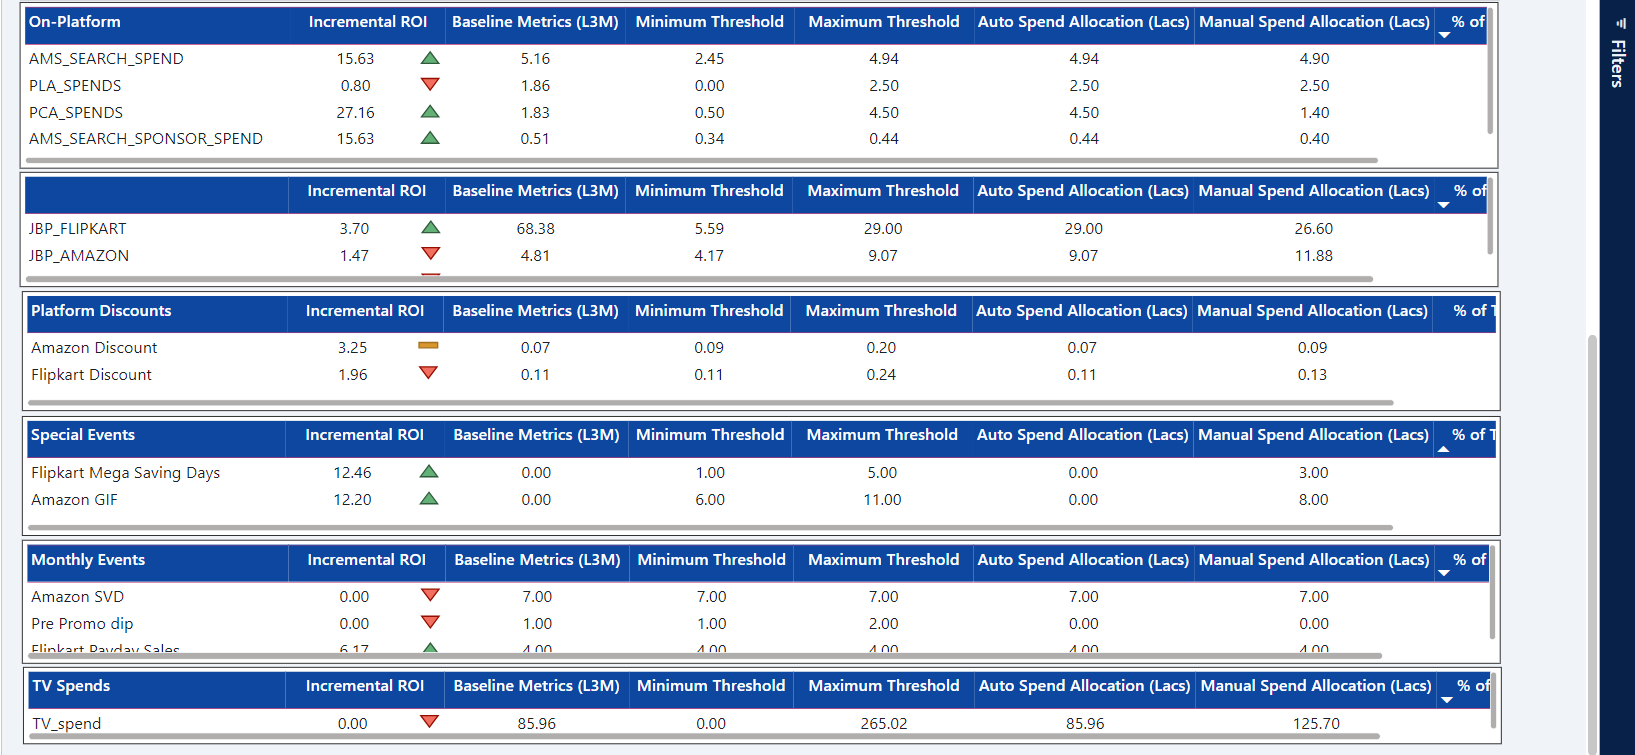 On-Platform Incremental ROI Baseline Metrics (L3M) Minimum Threshold Maximum Threshold Auto Spend Allocation (Lacs) Manual Spend Allocation (Lacs) % of
AMS_SEARCH_SPEND 15.63 5.16 2.45 4.94 4.94 4.90
PLA_SPENDS 0.80 1.86 0.00 2.50 2.50 2.50
PCA_SPENDS 27.16 1.83 0.50 4.50 4.50 1.40
AMS_SEARCH_SPONSOR_SPEND 15.63 0.51 0.34 0.44 0.44 0.40
Incremental ROI Baseline Metrics (L3M) Minimum Threshold Maximum Threshold Auto Spend Allocation (Lacs) Manual Spend Allocation (Lacs) % of
JBP_FLIPKART 3.70 68.38 5.59 29.00 29.00 26.60
JBP_AMAZON 1.47 4.81 4.17 9.07 9.07 11.88
Platform Discounts Incremental ROI Baseline Metrics (L3M) Minimum Threshold Maximum Threshold Auto Spend Allocation (Lacs) Manual Spend Allocation (Lacs) % of T
Amazon Discount 3.25 0.07 0.09 0.20 0.07 0.09
Flipkart Discount 1.96 0.11 0.11 0.24 0.11 0.13
Special Events Incremental ROI Baseline Metrics (L3M) Minimum Threshold Maximum Threshold Auto Spend Allocation (Lacs) Manual Spend Allocation (Lacs) % of T
Flipkart Mega Saving Days 12.46 0.00 1.00 5.00 0.00 3.00
Amazon GIF 12.20 0.00 6.00 11.00 0.00 8.00
Monthly Events Incremental ROI Baseline Metrics (L3M) Minimum Threshold Maximum Threshold Auto Spend Allocation (Lacs) Manual Spend Allocation (Lacs) % of
Amazon SVD 0.00 7.00 7.00 7.00 7.00 7.00
Pre Promo dip 0.00 1.00 1.00 2.00 0.00 0.00
Flipkart Payday Sales 6.17 4.00 4.00 4.00 4.00 4.00
TV Spends Incremental ROI Baseline Metrics (L3M) Minimum Threshold Maximum Threshold Auto Spend Allocation (Lacs) Manual Spend Allocation (Lacs) % of
TV_spend 0.00 85.96 0.00 265.02 85.96 125.70
Filters